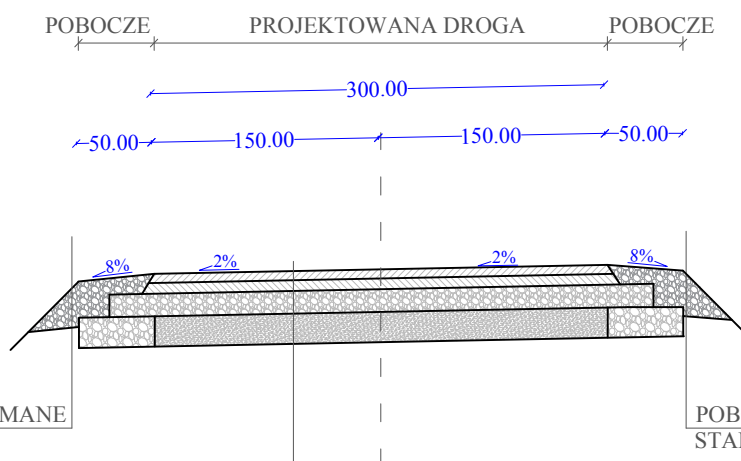 POBOCZE PROJEKTOWANA DROGA POBOCZE
300.00
50.00 150.00 150.00 50.00
8% 2% 2% 8%
MANE POB
STA